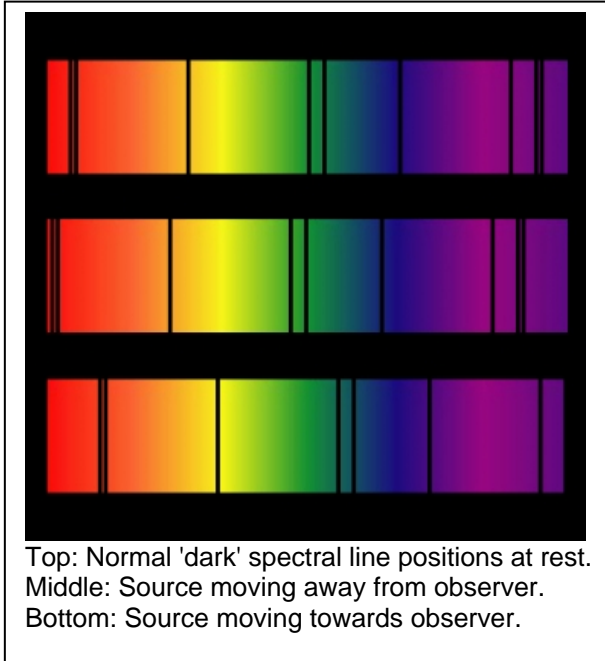 Top: Normal 'dark' spectral line positions at rest.
Middle: Source moving away from observer.
Bottom: Source moving towards observer.